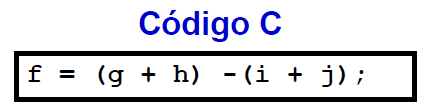 Código C
f = (g + h) -(i + j);